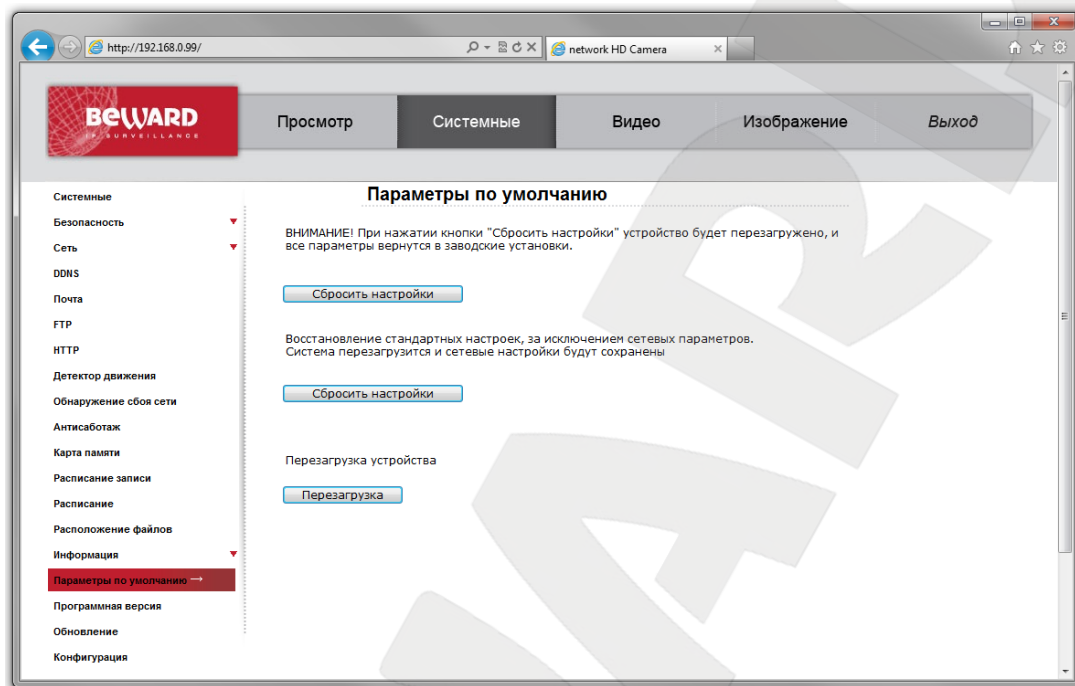 http://192.168.0.99/
network HD Camera
BEWARD
IP SURVEILLANCE
Просмотр
Системные
Видео
Изображение
Выход
Системные
Безопасность
Сеть
DDNS
Почта
FTP
HTTP
Детектор движения
Обнаружение сбоя сети
Антисаботаж
Карта памяти
Расписание записи
Расписание
Расположение файлов
Информация
Параметры по умолчанию →
Программная версия
Обновление
Конфигурация
Параметры по умолчанию
ВНИМАНИЕ! При нажатии кнопки "Сбросить настройки" устройство будет перезагружено, и
все параметры вернутся в заводские установки.
Сбросить настройки
Восстановление стандартных настроек, за исключением сетевых параметров.
Система перезагрузится и сетевые настройки будут сохранены
Сбросить настройки
Перезагрузка устройства
Перезагрузка